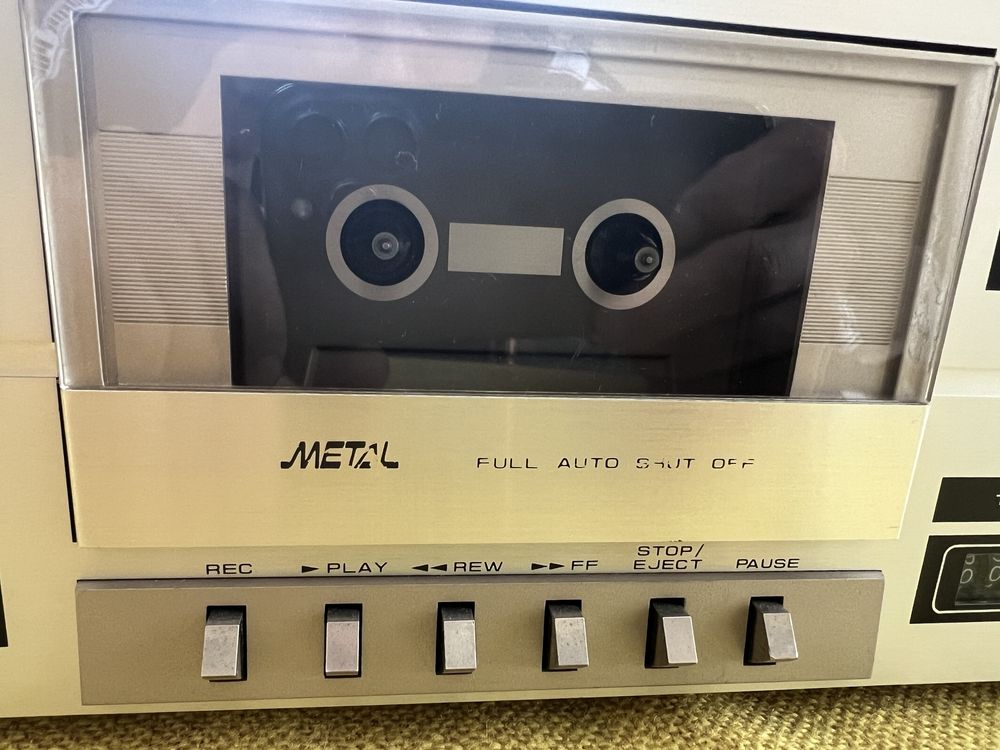 METAL FULL AUTO SHUT OFF
REC ►PLAY ◄◄REW ►►FF STOP/EJECT PAUSE